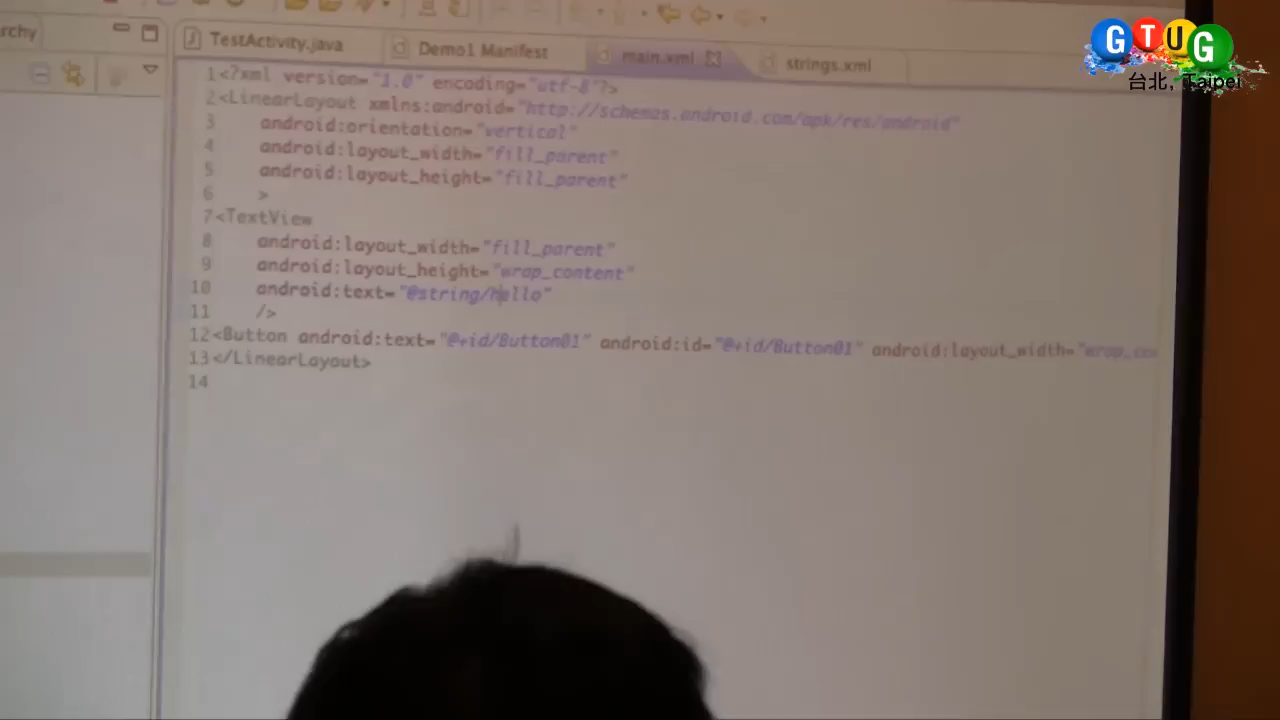 GTUG
台北, Taipei
archy
TestActivity.java
Demo1 Manifest
main.xml
strings.xml
1 <?xml version="1.0" encoding="utf-8"?>
2 <LinearLayout xmlns:android="http://schemas.android.com/apk/res/android"
3 android:orientation="vertical"
4 android:layout_width="fill_parent"
5 android:layout_height="fill_parent"
6 >
7 <TextView
8 android:layout_width="fill_parent"
9 android:layout_height="wrap_content"
10 android:text="@string/hello"
11 />
12 <Button android:text="@+id/Button01" android:id="@+id/Button01" android:layout_width="wrap_con
13 </LinearLayout>
14